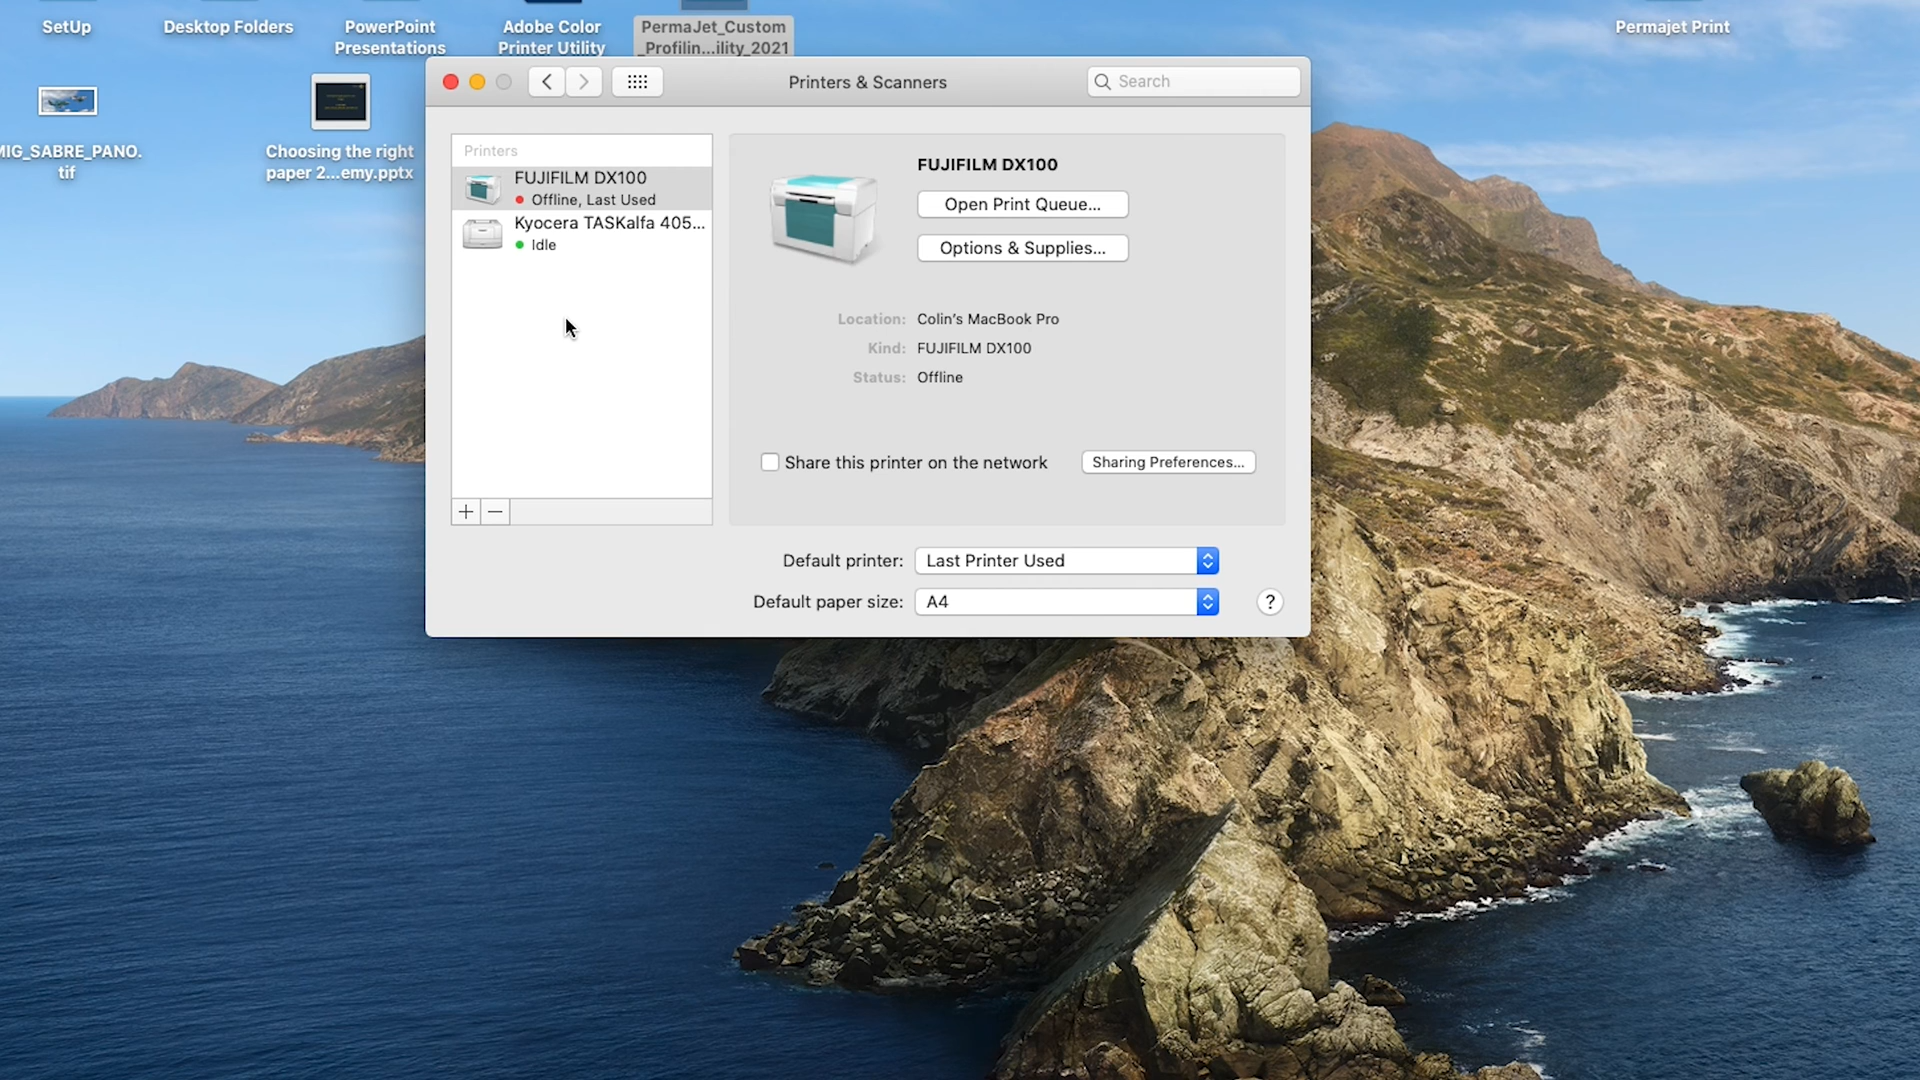 SetUp
Desktop Folders
PowerPoint
Presentations
Adobe Color
Printer Utility
PermaJet_Custom
_Profilin...ility_2021
Permajet Print
MIG_SABRE_PANO.
tif
Choosing the right
paper 2...emy.pptx
Printers & Scanners
Search
Printers
FUJIFILM DX100
Offline, Last Used
Kyocera TASKalfa 405...
Idle
FUJIFILM DX100
Open Print Queue...
Options & Supplies...
Location: Colin's MacBook Pro
Kind: FUJIFILM DX100
Status: Offline
Share this printer on the network
Sharing Preferences...
Default printer: Last Printer Used
Default paper size: A4
?